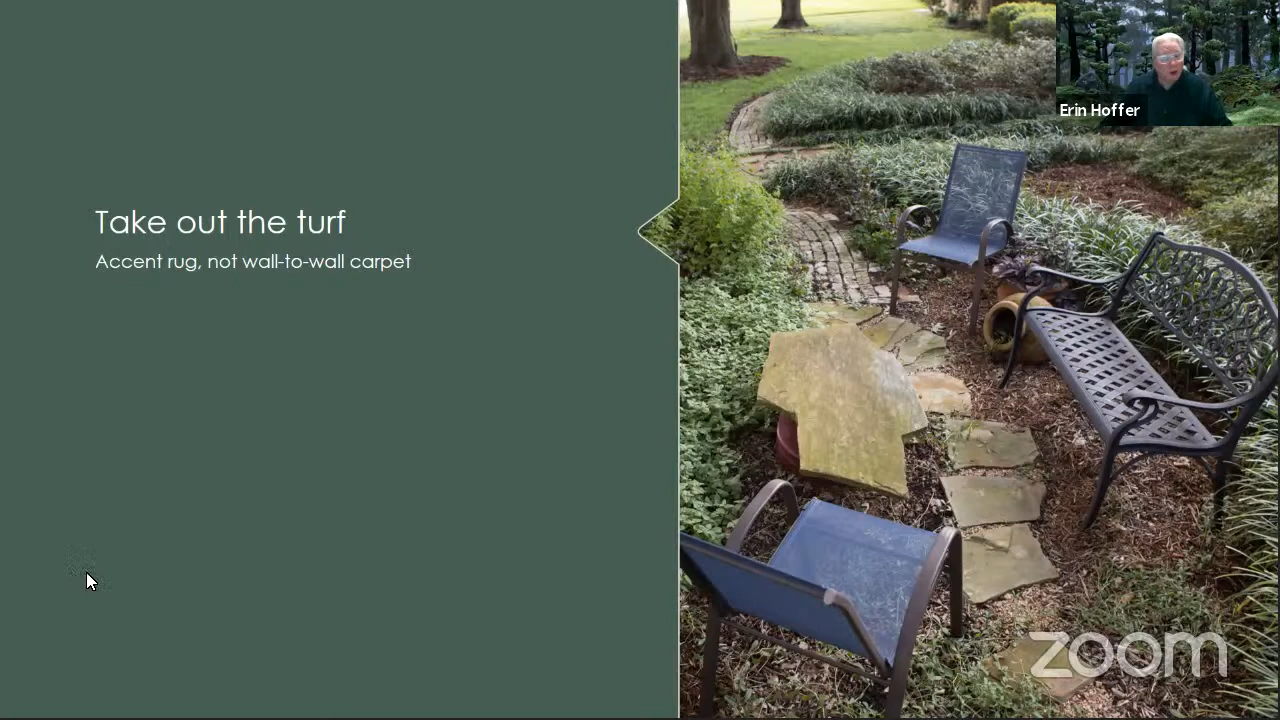 Take out the turf
Accent rug, not wall-to-wall carpet
Erin Hoffer
zoom